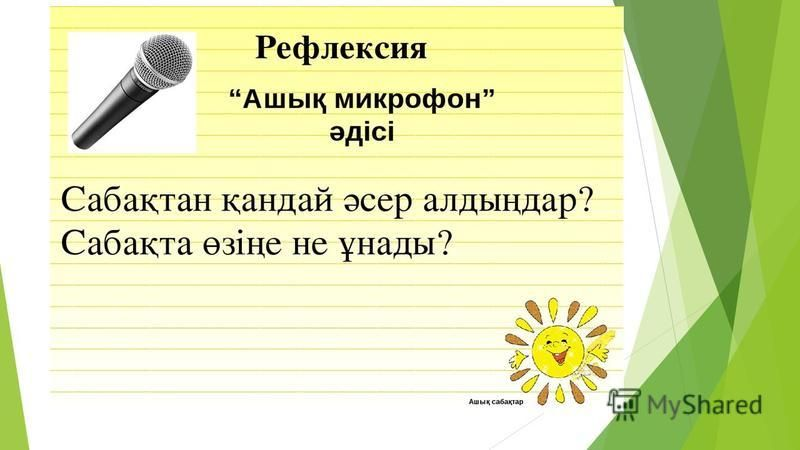 Рефлексия
“Ашық микрофон”
әдісі
Сабақтан қандай әсер алдыңдар?
Сабақта өзіңе не ұнады?
Ашық сабақтар
MyShared